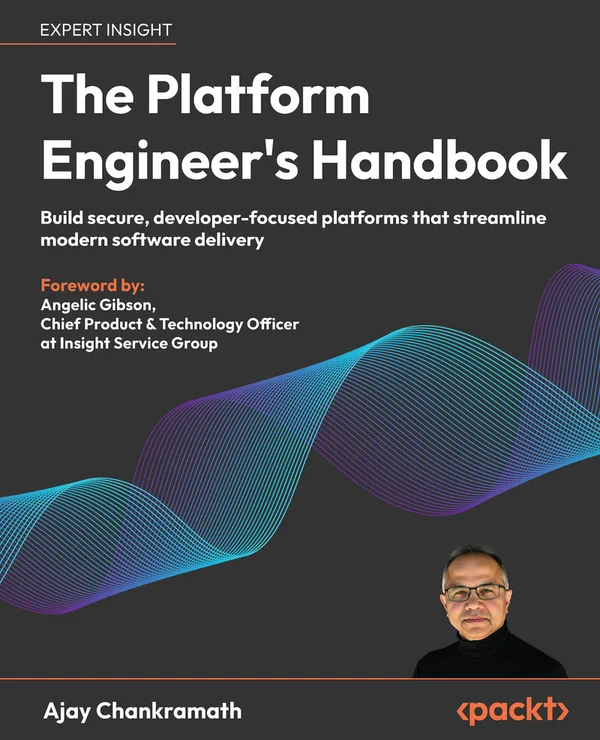 EXPERT INSIGHT
The Platform
Engineer's Handbook
Build secure, developer-focused platforms that streamline
modern software delivery
Foreword by:
Angelic Gibson,
Chief Product & Technology Officer
at Insight Service Group
Ajay Chankramath
<packt>